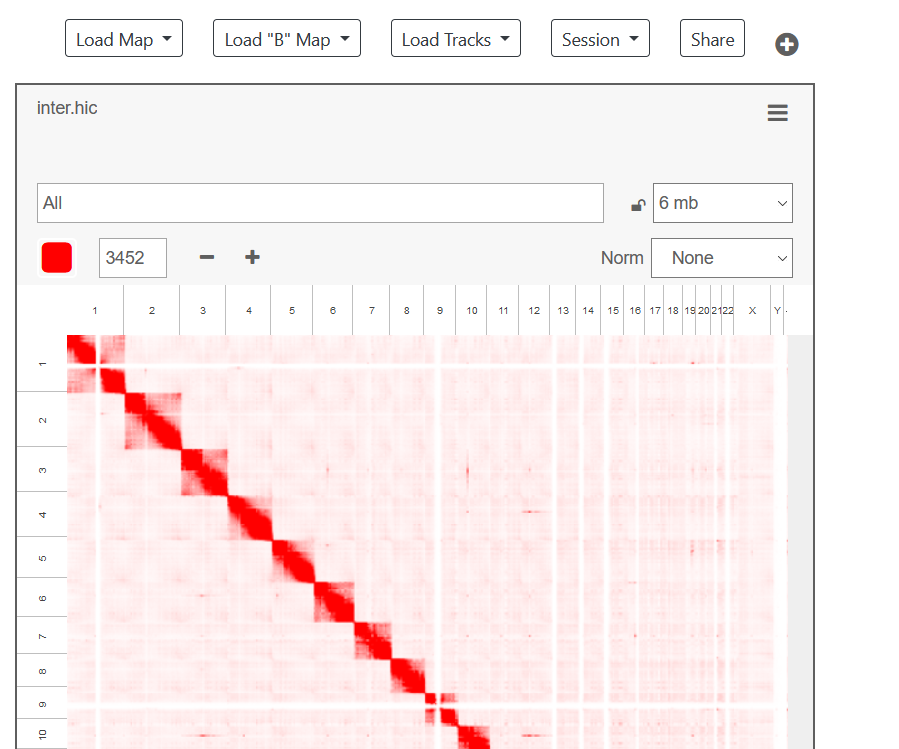 Load Map Load "B" Map Load Tracks Session Share
inter.hic
All 6 mb
3452 Norm None
1 2 3 4 5 6 7 8 9 10 11 12 13 14 15 16 17 18 19 20 21 22 X Y
1
2
3
4
5
6
7
8
9
10